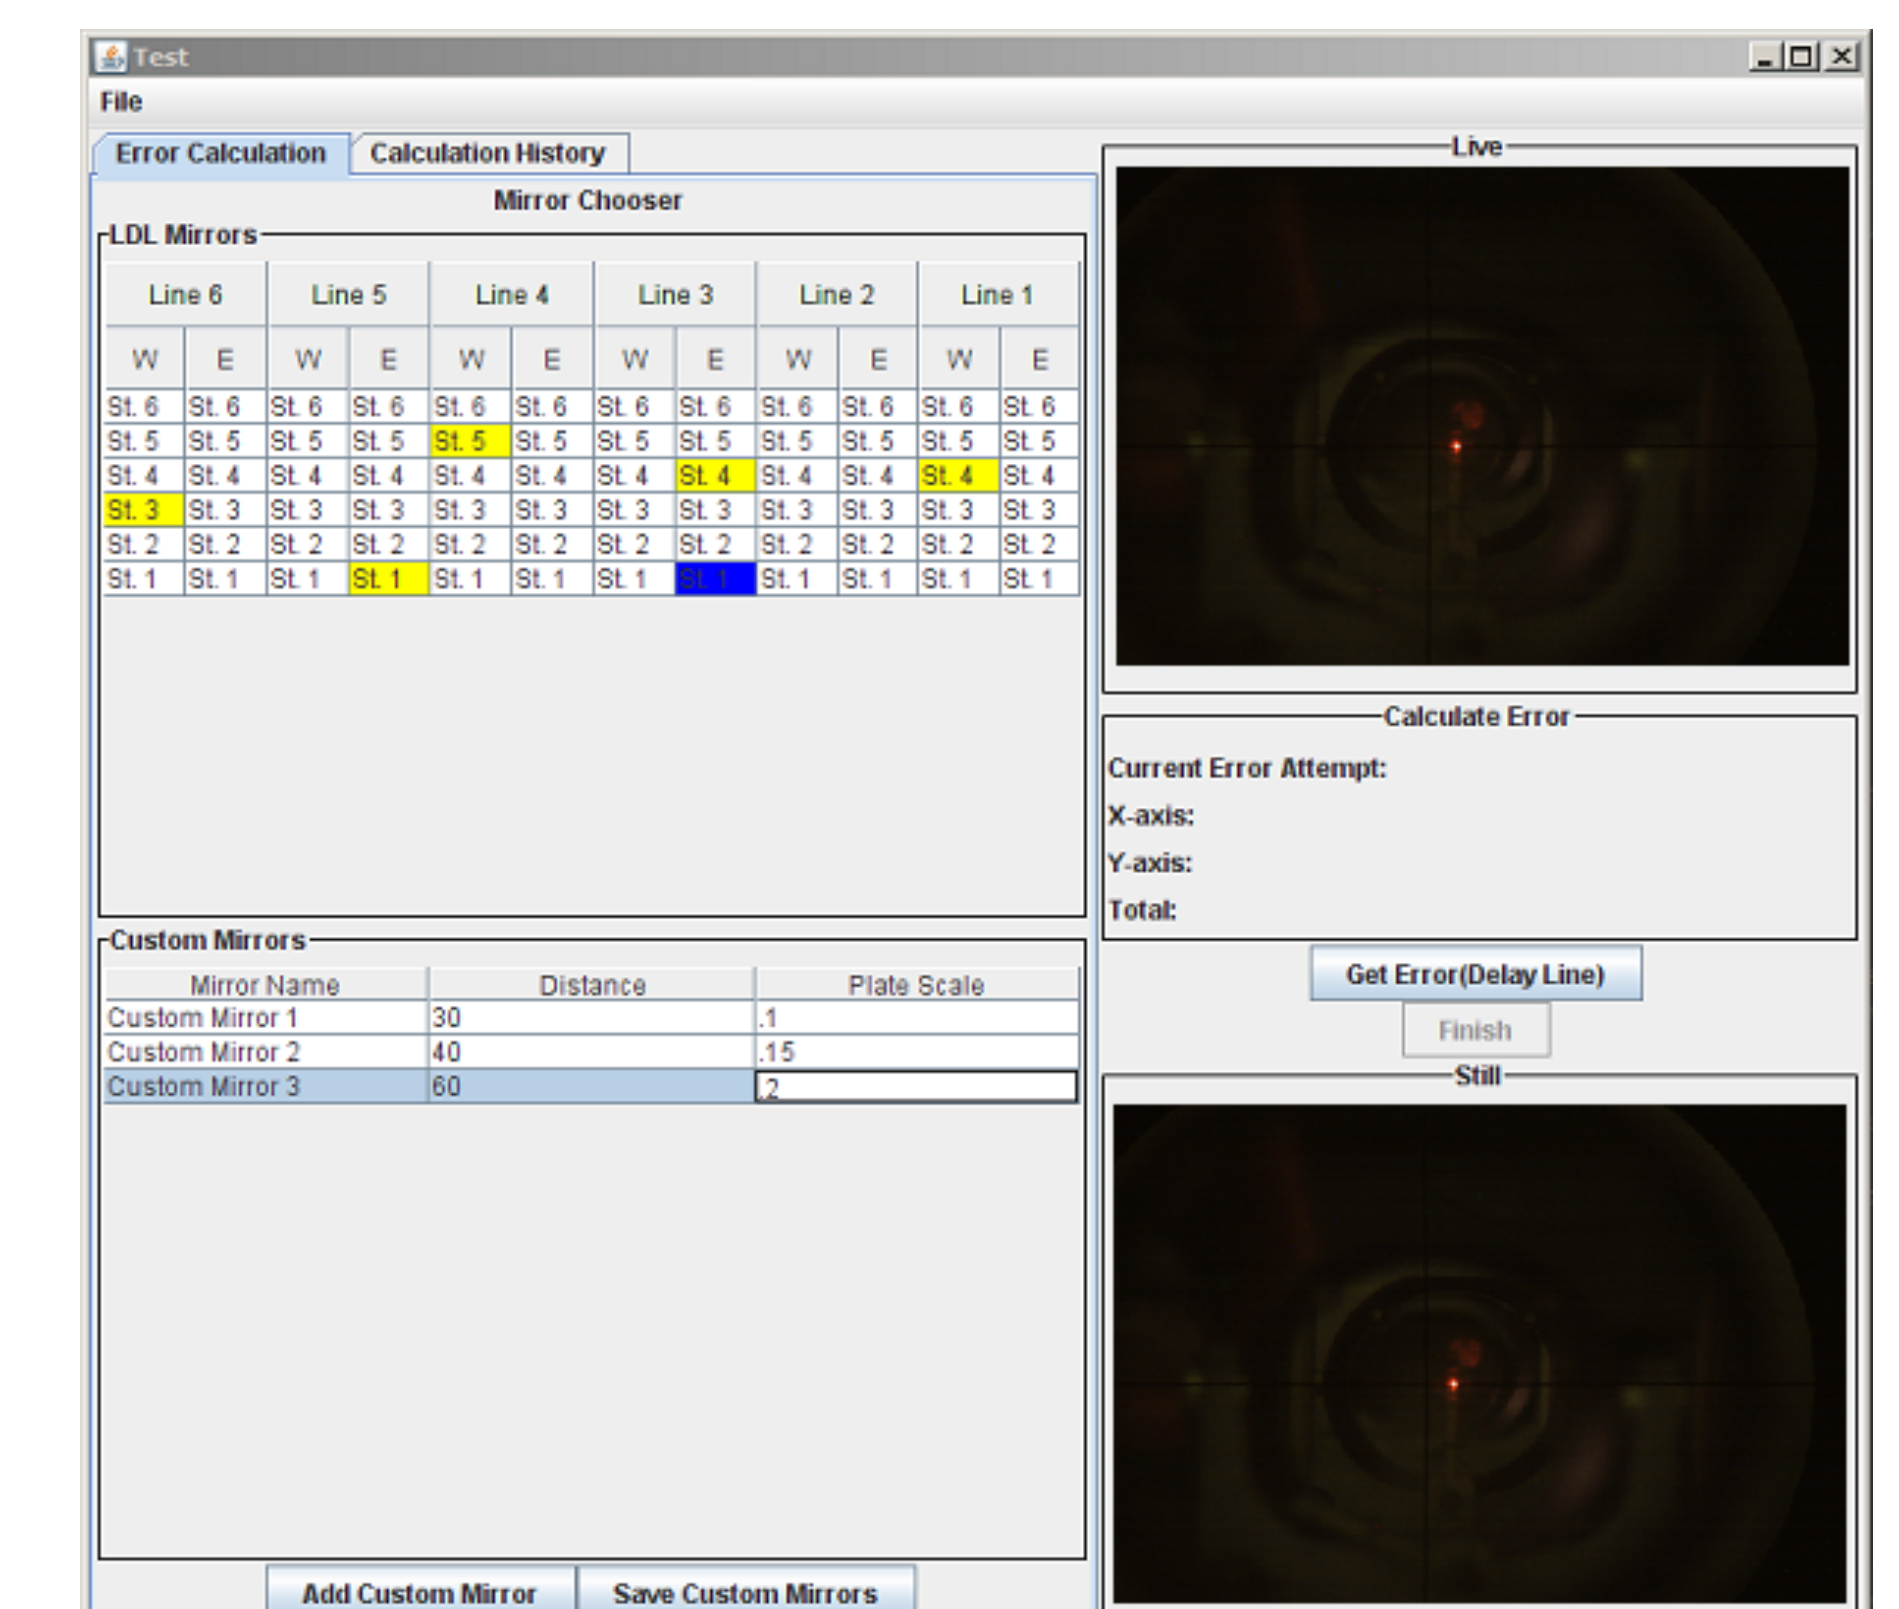 Test
File
Error Calculation Calculation History
Mirror Chooser
LDL Mirrors
Line 6 Line 5 Line 4 Line 3 Line 2 Line 1
W E W E W E W E W E W E
St. 6 St. 6 St. 6 St. 6 St. 6 St. 6 St. 6 St. 6 St. 6 St. 6 St. 6 St. 6
St. 5 St. 5 St. 5 St. 5 St. 5 St. 5 St. 5 St. 5 St. 5 St. 5 St. 5 St. 5
St. 4 St. 4 St. 4 St. 4 St. 4 St. 4 St. 4 St. 4 St. 4 St. 4 St. 4 St. 4
St. 3 St. 3 St. 3 St. 3 St. 3 St. 3 St. 3 St. 3 St. 3 St. 3 St. 3 St. 3
St. 2 St. 2 St. 2 St. 2 St. 2 St. 2 St. 2 St. 2 St. 2 St. 2 St. 2 St. 2
St. 1 St. 1 St. 1 St. 1 St. 1 St. 1 St. 1 St. 1 St. 1 St. 1 St. 1 St. 1
Custom Mirrors
Mirror Name Distance Plate Scale
Custom Mirror 1 30 .1
Custom Mirror 2 40 .15
Custom Mirror 3 60 .2
Add Custom Mirror Save Custom Mirrors
Live
Calculate Error
Current Error Attempt:
X-axis:
Y-axis:
Total:
Get Error(Delay Line)
Finish
Still